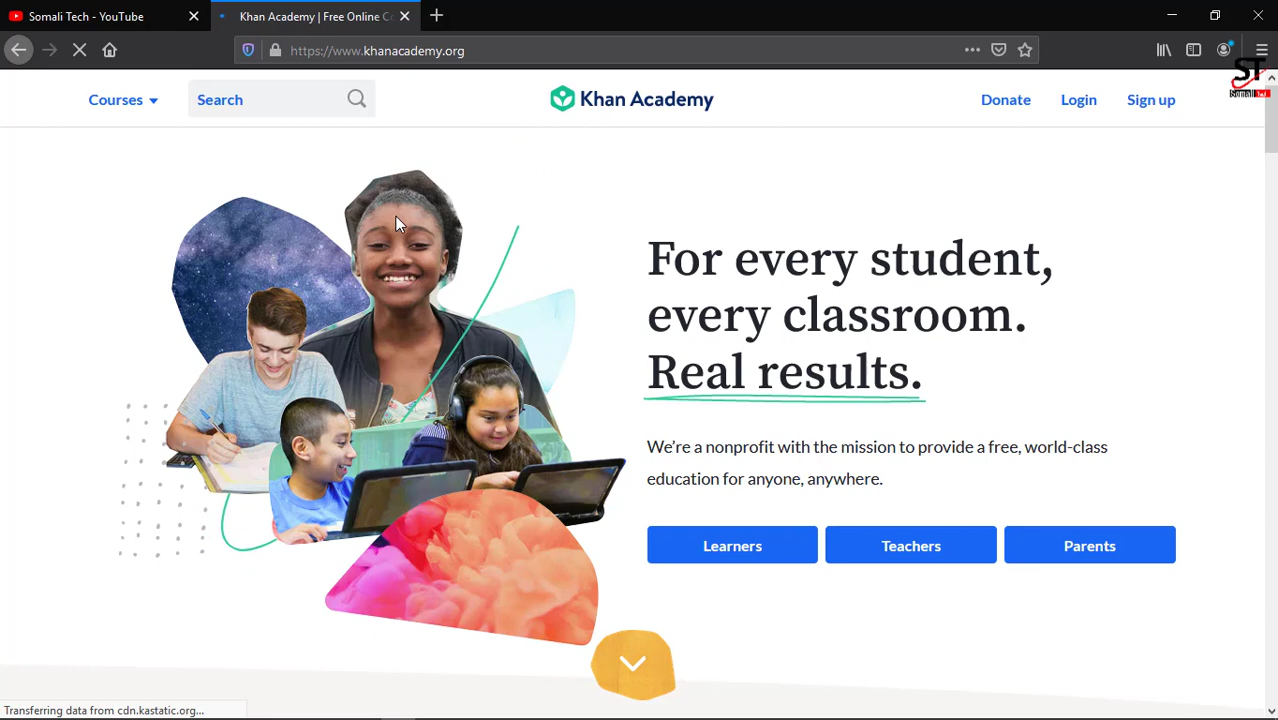 Somali Tech - YouTube
Khan Academy | Free Online Co
https://www.khanacademy.org
ST
Courses
Search
Khan Academy
Donate
Login
Sign up
For every student,
every classroom.
Real results.
We're a nonprofit with the mission to provide a free, world-class
education for anyone, anywhere.
Learners
Teachers
Parents
Transferring data from cdn.kastatic.org...